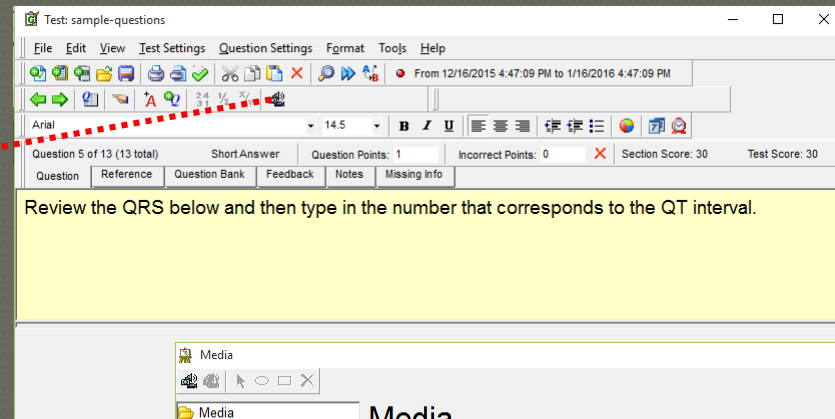 Test: sample-questions
File Edit View Test Settings Question Settings Format Tools Help
From 12/16/2015 4:47:09 PM to 1/16/2016 4:47:09 PM
Arial 14.5 B I U
Question 5 of 13 (13 total) Short Answer Question Points: 1 Incorrect Points: 0 Section Score: 30 Test Score: 30
Question Reference Question Bank Feedback Notes Missing Info
Review the QRS below and then type in the number that corresponds to the QT interval.
Media
Media Media